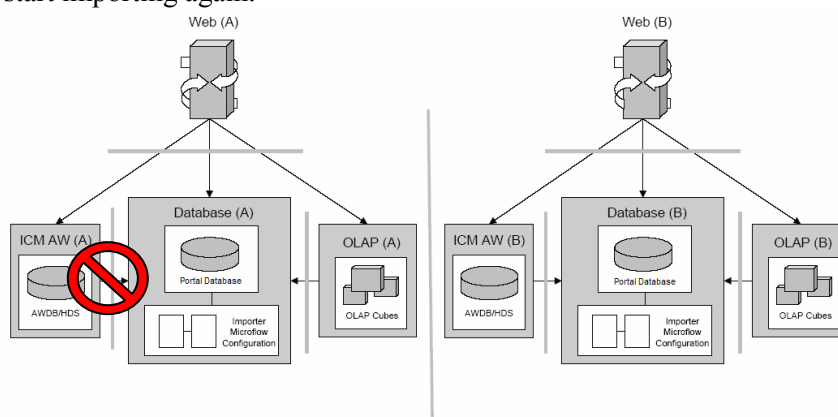 start importing again.
Web (A)
Web (B)
Database (A)
Database (B)
ICM AW (A)
OLAP (A)
ICM AW (B)
OLAP (B)
Portal Database
Portal Database
AWDB/HDS
OLAP Cubes
AWDB/HDS
OLAP Cubes
Importer
Microflow
Configuration
Importer
Microflow
Configuration